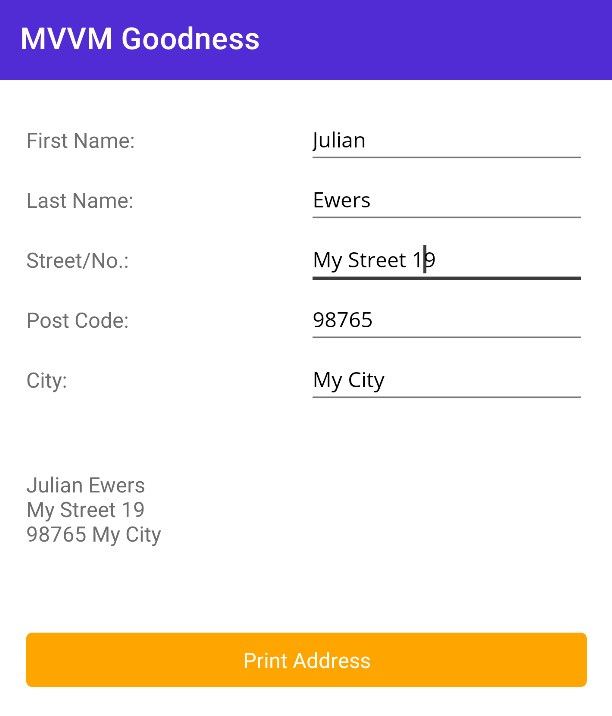 MVVM Goodness
First Name: Julian
Last Name: Ewers
Street/No.: My Street 19
Post Code: 98765
City: My City
Julian Ewers
My Street 19
98765 My City
Print Address